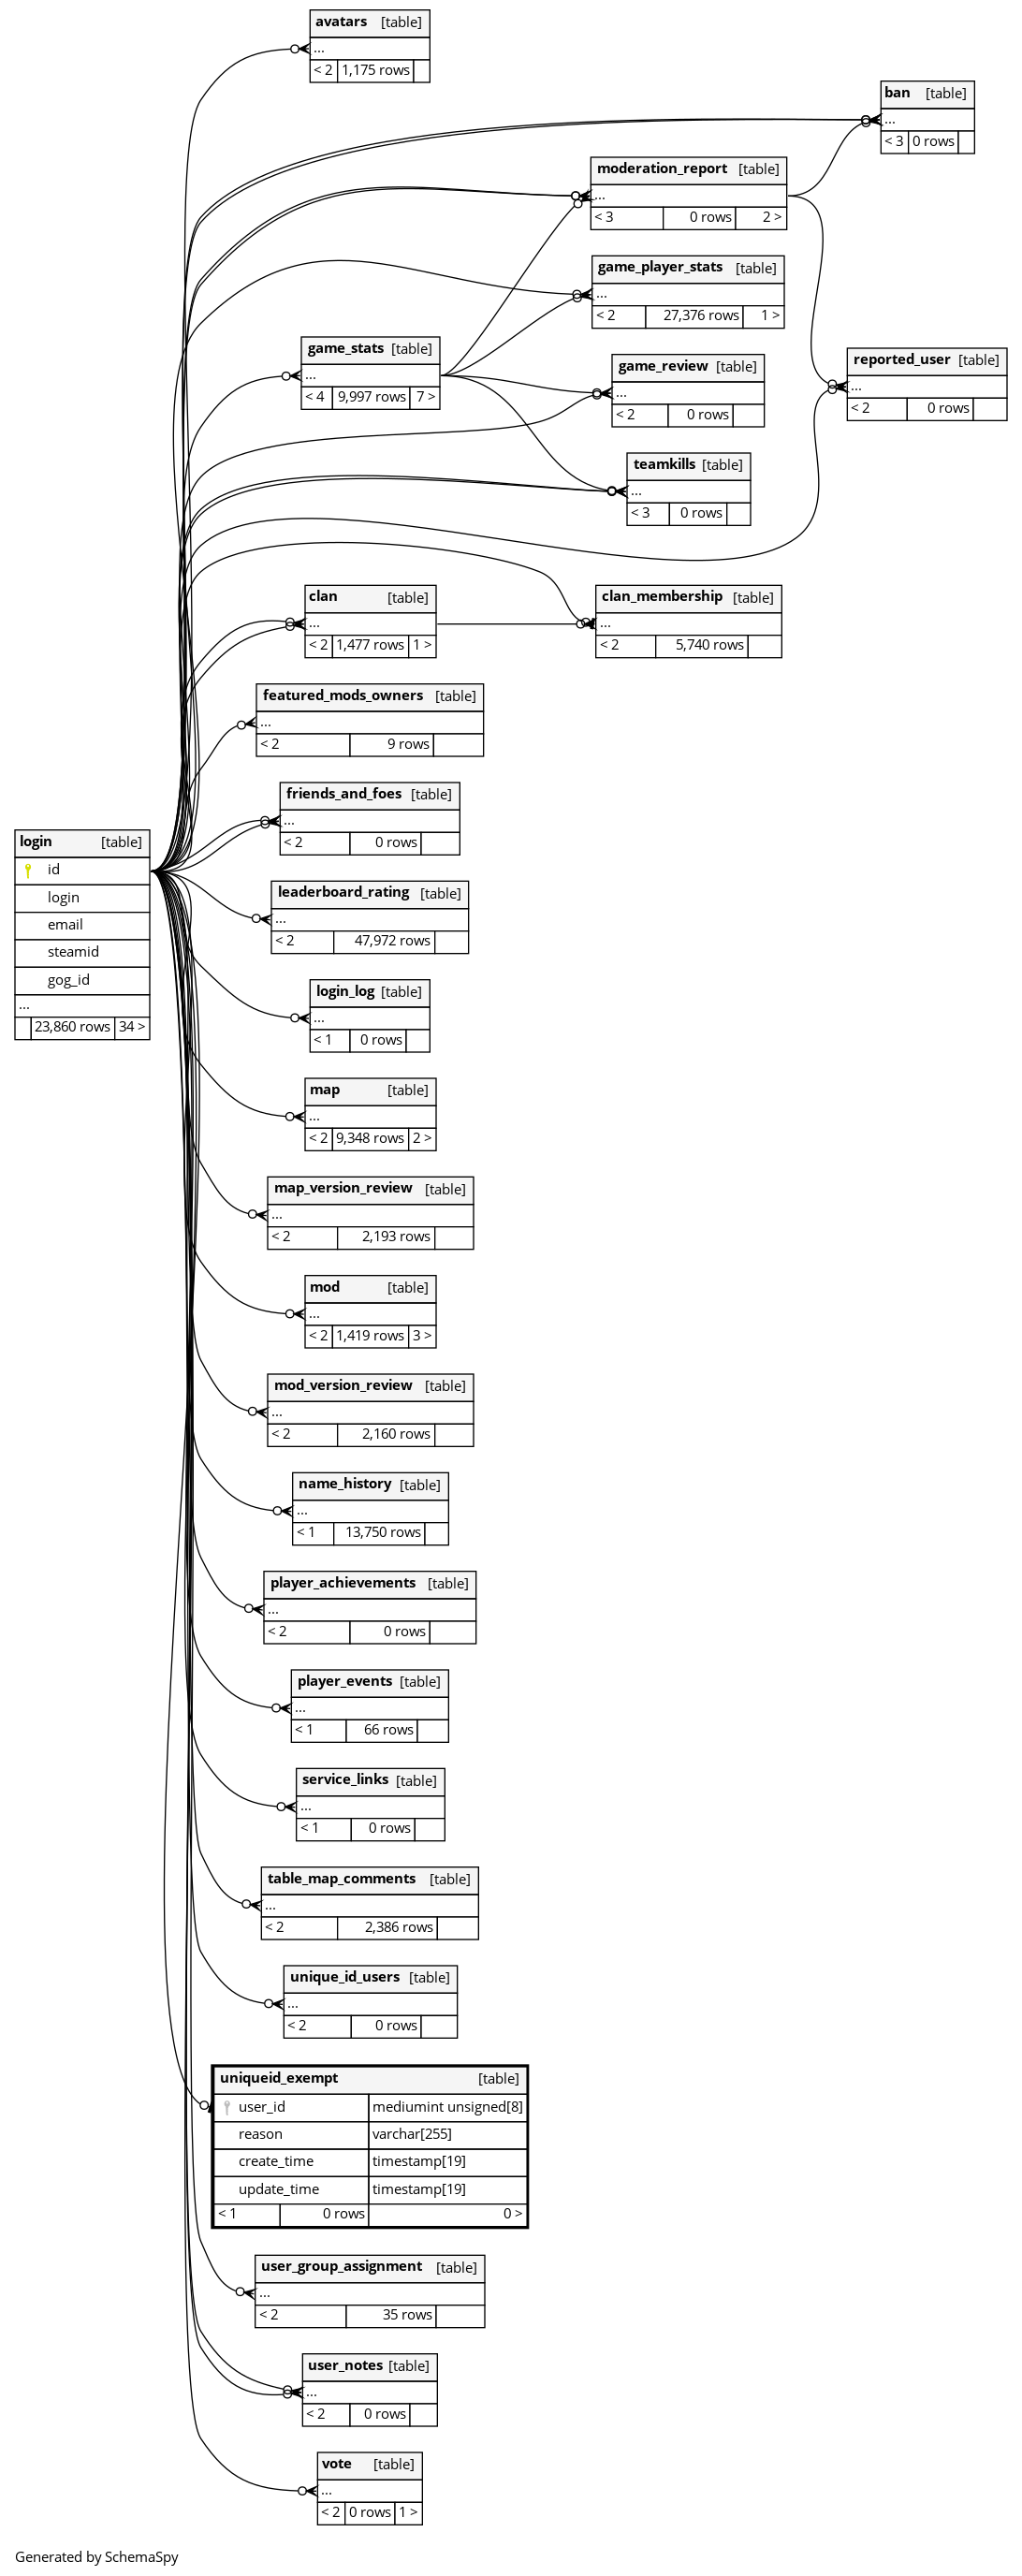 avatars [table]
...
< 2 1,175 rows
ban [table]
...
< 3 0 rows
moderation_report [table]
...
< 3 0 rows 2 >
game_player_stats [table]
...
< 2 27,376 rows 1 >
game_stats [table]
...
< 4 9,997 rows 7 >
reported_user [table]
...
< 2 0 rows
game_review [table]
...
< 2 0 rows
teamkills [table]
...
< 3 0 rows
clan [table]
...
< 2 1,477 rows 1 >
clan_membership [table]
...
< 2 5,740 rows
featured_mods_owners [table]
...
< 2 9 rows
friends_and_foes [table]
...
< 2 0 rows
login [table]
id
login
email
steamid
gog_id
...
23,860 rows 34 >
leaderboard_rating [table]
...
< 2 47,972 rows
login_log [table]
...
< 1 0 rows
map [table]
...
< 2 9,348 rows 2 >
map_version_review [table]
...
< 2 2,193 rows
mod [table]
...
< 2 1,419 rows 3 >
mod_version_review [table]
...
< 2 2,160 rows
name_history [table]
...
< 1 13,750 rows
player_achievements [table]
...
< 2 0 rows
player_events [table]
...
< 1 66 rows
service_links [table]
...
< 1 0 rows
table_map_comments [table]
...
< 2 2,386 rows
unique_id_users [table]
...
< 2 0 rows
uniqueid_exempt [table]
user_id mediumint unsigned[8]
reason varchar[255]
create_time timestamp[19]
update_time timestamp[19]
< 1 0 rows 0 >
user_group_assignment [table]
...
< 2 35 rows
user_notes [table]
...
< 2 0 rows
vote [table]
...
< 2 0 rows 1 >
Generated by SchemaSpy